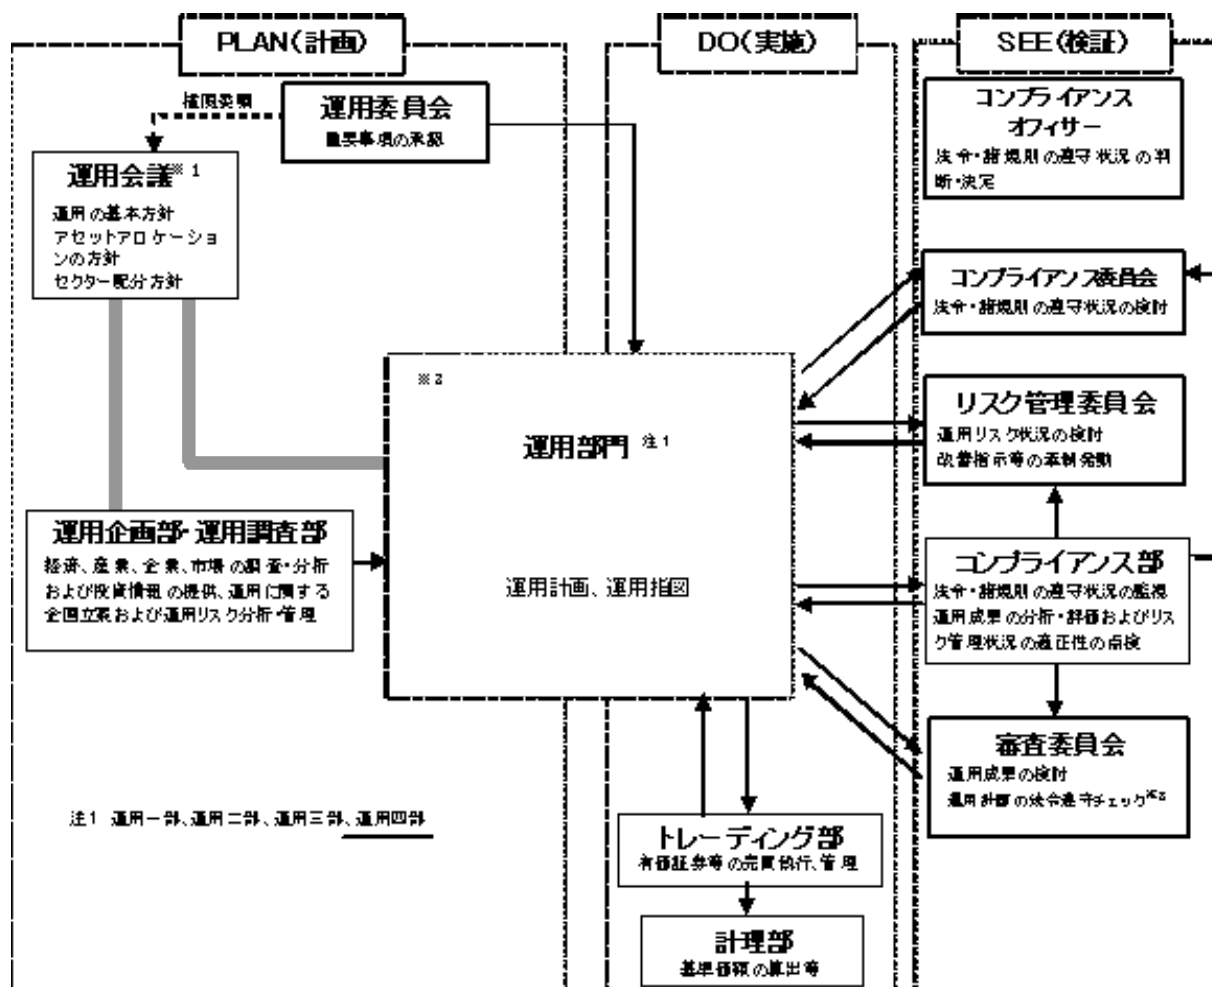 PLAN(計画)
権限委嘱
運用委員会
重要事項の承認
運用会議※1
運用の基本方針
アセットアロケーショ
ンの方針
セクター配分方針
運用企画部・運用調査部
経済、産業、企業、市場の調査・分析
および投資情報の提供、運用に関する
企画立案および運用リスク分析・管理
注1 運用一部、運用二部、運用三部、運用四部
DO(実施)
※2
運用部門 注1
運用計画、運用指図
トレーディング部
有価証券等の売買執行、管理
計理部
基準価額の算出等
SEE(検証)
コンプライアンス
オフィサー
法令・諸規則の遵守状況の判
断・決定
コンプライアンス委員会
法令・諸規則の遵守状況の検討
リスク管理委員会
運用リスク状況の検討
改善指示等の牽制発動
コンプライアンス部
法令・諸規則の遵守状況の監視
運用成果の分析・評価およびリス
ク管理状況の適正性の点検
審査委員会
運用成果の検討
運用計画の法令遵守チェック※3